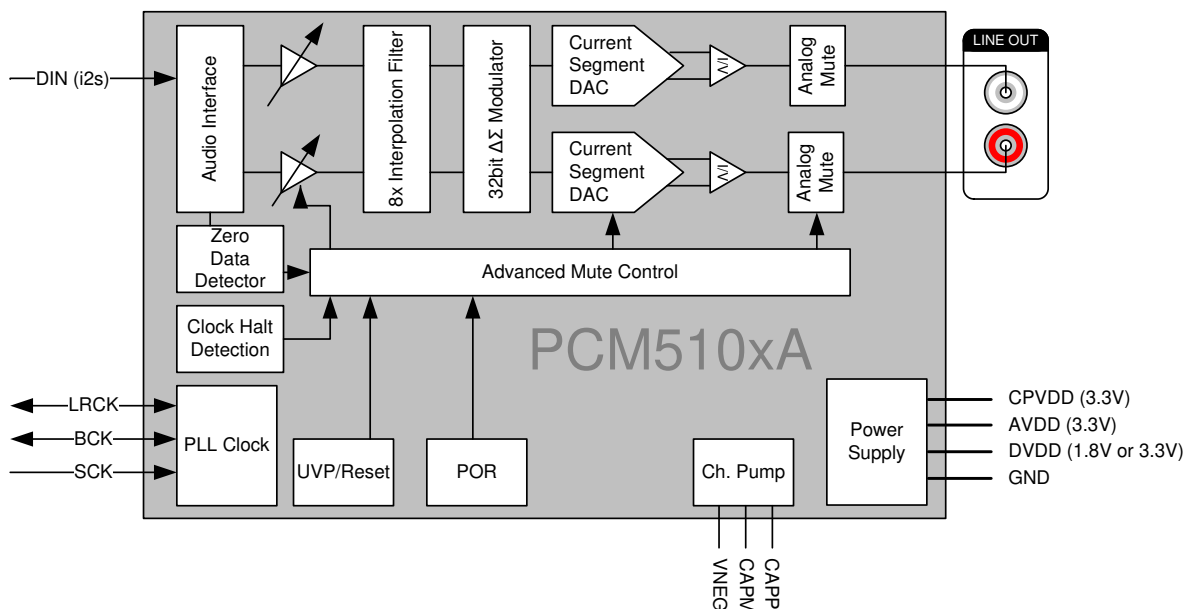 LINE OUT
DIN (i2s)
Audio Interface
8x Interpolation Filter
32bit ΔΣ Modulator
Current
Segment
DAC
I/V
Analog
Mute
Current
Segment
DAC
I/V
Analog
Mute
Zero
Data
Detector
Advanced Mute Control
Clock Halt
Detection
PCM510xA
LRCK
BCK
SCK
PLL Clock
UVP/Reset
POR
Ch. Pump
Power
Supply
CPVDD (3.3V)
AVDD (3.3V)
DVDD (1.8V or 3.3V)
GND
VNEG
CAPM
CAPP